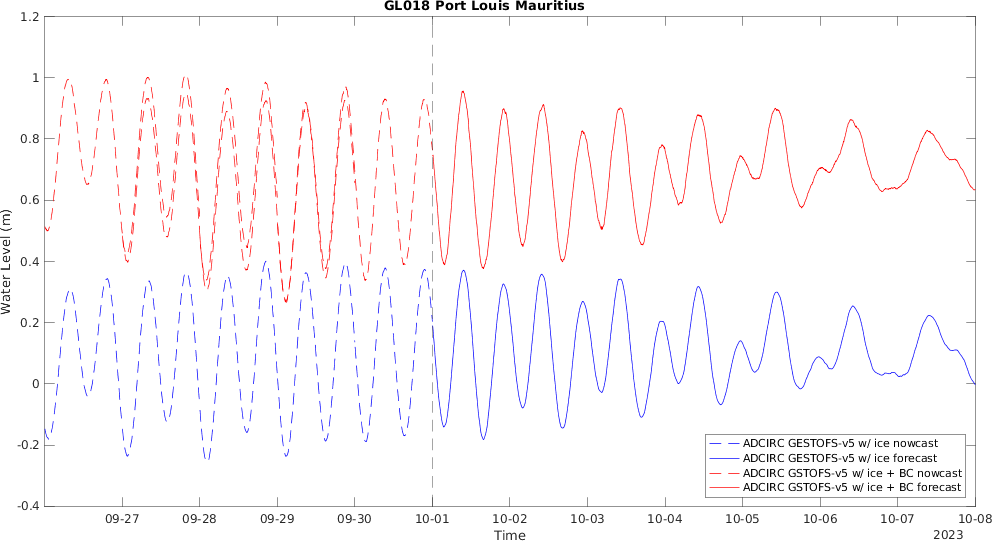 GL018 Port Louis Mauritius
1.2
1
0.8
0.6
0.4
0.2
0
-0.2
-0.4
Water Level (m)
ADCIRC GESTOFS-v5 w/ ice nowcast
ADCIRC GESTOFS-v5 w/ ice forecast
ADCIRC GSTOFS-v5 w/ ice + BC nowcast
ADCIRC GSTOFS-v5 w/ ice + BC forecast
09-27 09-28 09-29 09-30 10-01 10-02 10-03 10-04 10-05 10-06 10-07 10-08
Time
2023